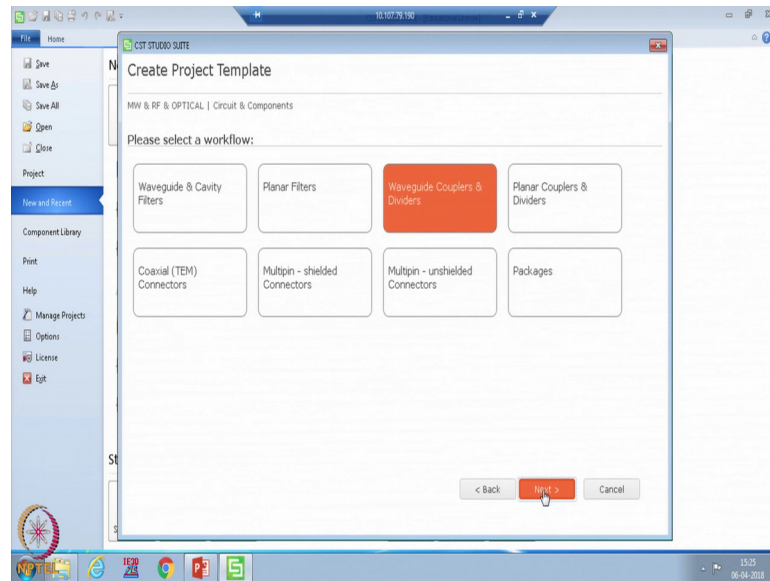 10.107.79.190
File Home
CST STUDIO SUITE
Save
Save As
Save All
Open
Close
Project
New and Recent
Component Library
Print
Help
Manage Projects
Options
License
Exit
Create Project Template
MW & RF & OPTICAL | Circuit & Components
Please select a workflow:
Waveguide & Cavity
Filters
Planar Filters
Waveguide Couplers &
Dividers
Planar Couplers &
Dividers
Coaxial (TEM)
Connectors
Multipin - shielded
Connectors
Multipin - unshielded
Connectors
Packages
< Back Next > Cancel
NPTEL
15:25
06-04-2018